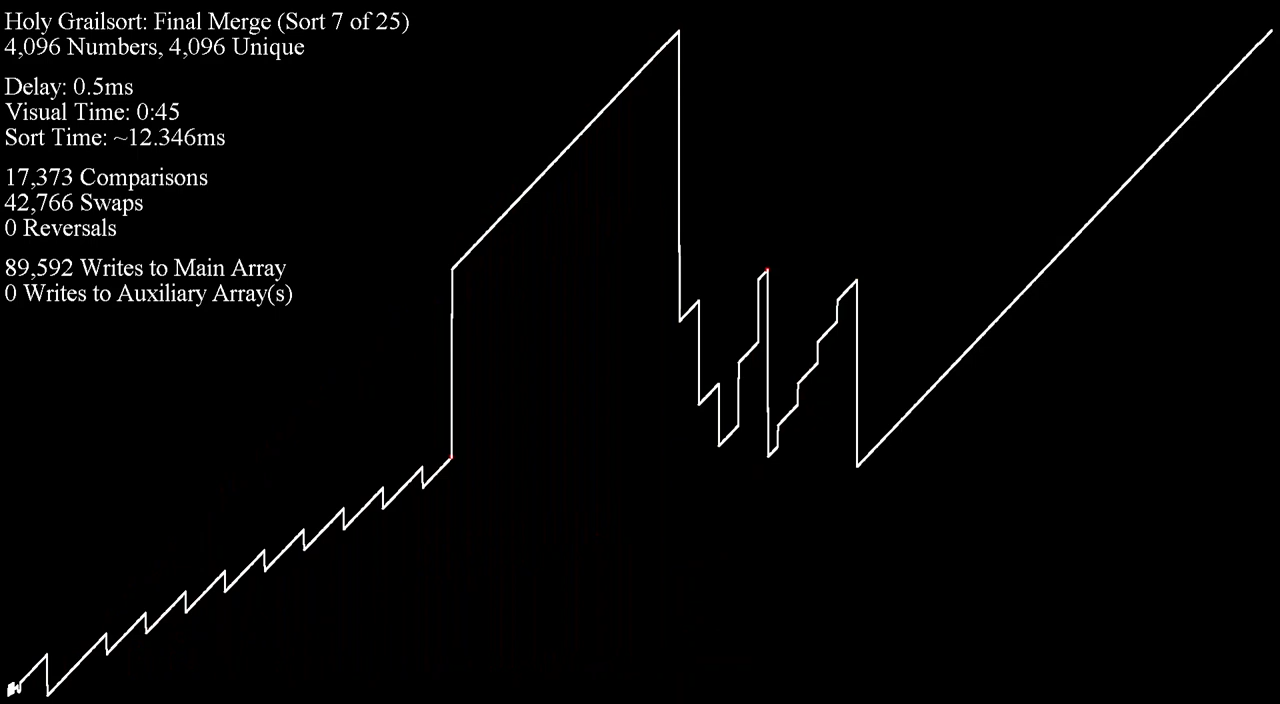 Holy Grailsort: Final Merge (Sort 7 of 25)
4,096 Numbers, 4,096 Unique
Delay: 0.5ms
Visual Time: 0:45
Sort Time: ~12.346ms
17,373 Comparisons
42,766 Swaps
0 Reversals
89,592 Writes to Main Array
0 Writes to Auxiliary Array(s)